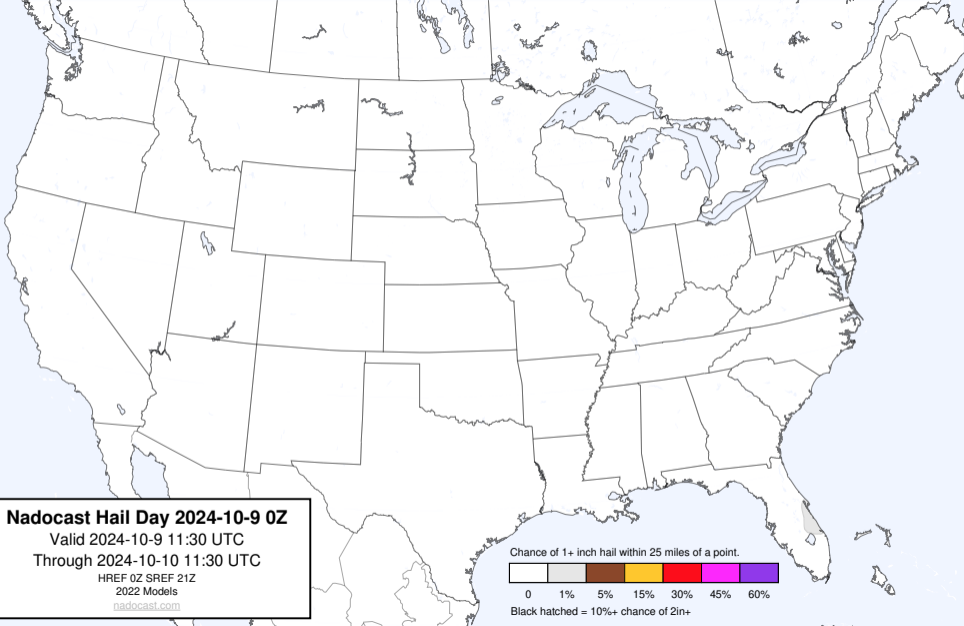 Nadocast Hail Day 2024-10-9 0Z
Valid 2024-10-9 11:30 UTC
Through 2024-10-10 11:30 UTC
HREF 0Z SREF 21Z
2022 Models
nadocast.com
Chance of 1+ inch hail within 25 miles of a point.
0 1% 5% 15% 30% 45% 60%
Black hatched = 10%+ chance of 2in+